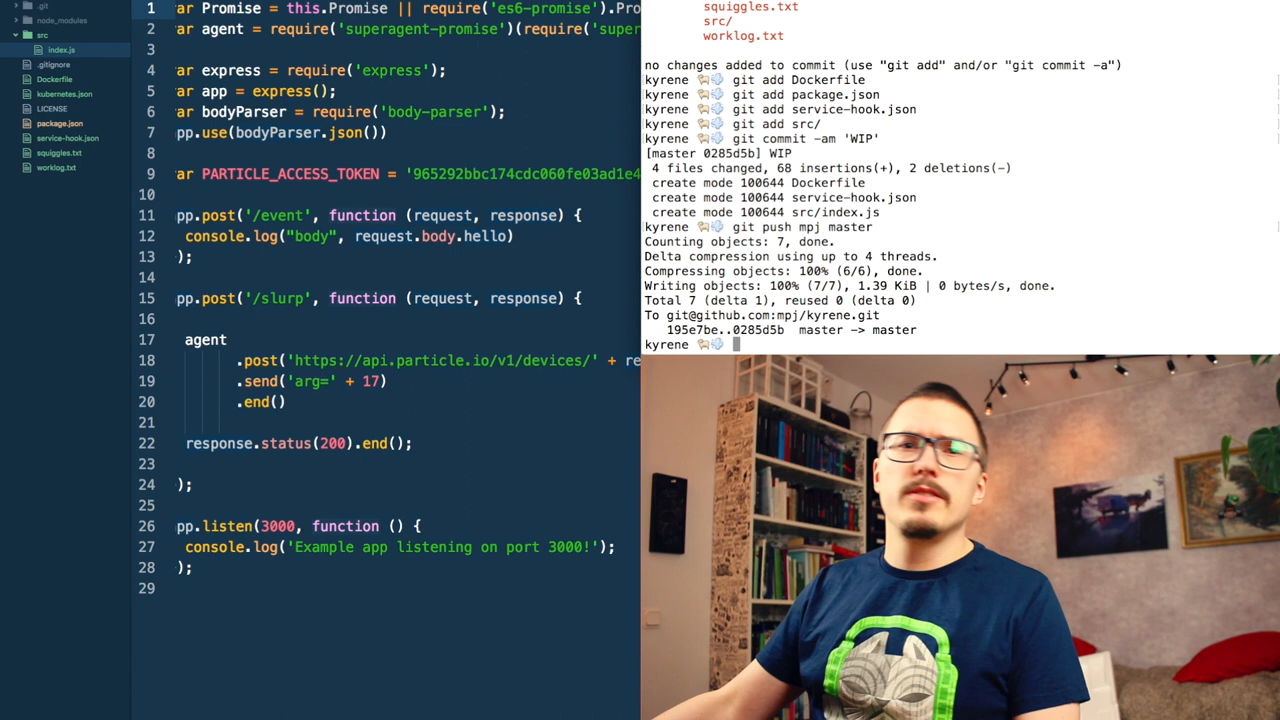 .git
node_modules
src
index.js
.gitignore
Dockerfile
kubernetes.json
LICENSE
package.json
service-hook.json
squiggles.txt
worklog.txt
1 ar Promise = this.Promise || require('es6-promise').Pro
2 ar agent = require('superagent-promise')(require('super
3
4 ar express = require('express');
5 ar app = express();
6 ar bodyParser = require('body-parser');
7 pp.use(bodyParser.json())
8
9 ar PARTICLE_ACCESS_TOKEN = '965292bbc174cdc060fe03ad1e4
10
11 pp.post('/event', function (request, response) {
12 console.log("body", request.body.hello)
13 );
14
15 pp.post('/slurp', function (request, response) {
16
17 agent
18 .post('https://api.particle.io/v1/devices/' + re
19 .send('arg=' + 17)
20 .end()
21
22 response.status(200).end();
23
24 );
25
26 pp.listen(3000, function () {
27 console.log('Example app listening on port 3000!');
28 );
29
squiggles.txt
src/
worklog.txt
no changes added to commit (use "git add" and/or "git commit -a")
kyrene 🐫💨 git add Dockerfile
kyrene 🐫💨 git add package.json
kyrene 🐫💨 git add service-hook.json
kyrene 🐫💨 git add src/
kyrene 🐫💨 git commit -am 'WIP'
[master 0285d5b] WIP
4 files changed, 68 insertions(+), 2 deletions(-)
create mode 100644 Dockerfile
create mode 100644 service-hook.json
create mode 100644 src/index.js
kyrene 🐫💨 git push mpj master
Counting objects: 7, done.
Delta compression using up to 4 threads.
Compressing objects: 100% (6/6), done.
Writing objects: 100% (7/7), 1.39 KiB | 0 bytes/s, done.
Total 7 (delta 1), reused 0 (delta 0)
To git@github.com:mpj/kyrene.git
195e7be..0285d5b master -> master
kyrene 🐫💨